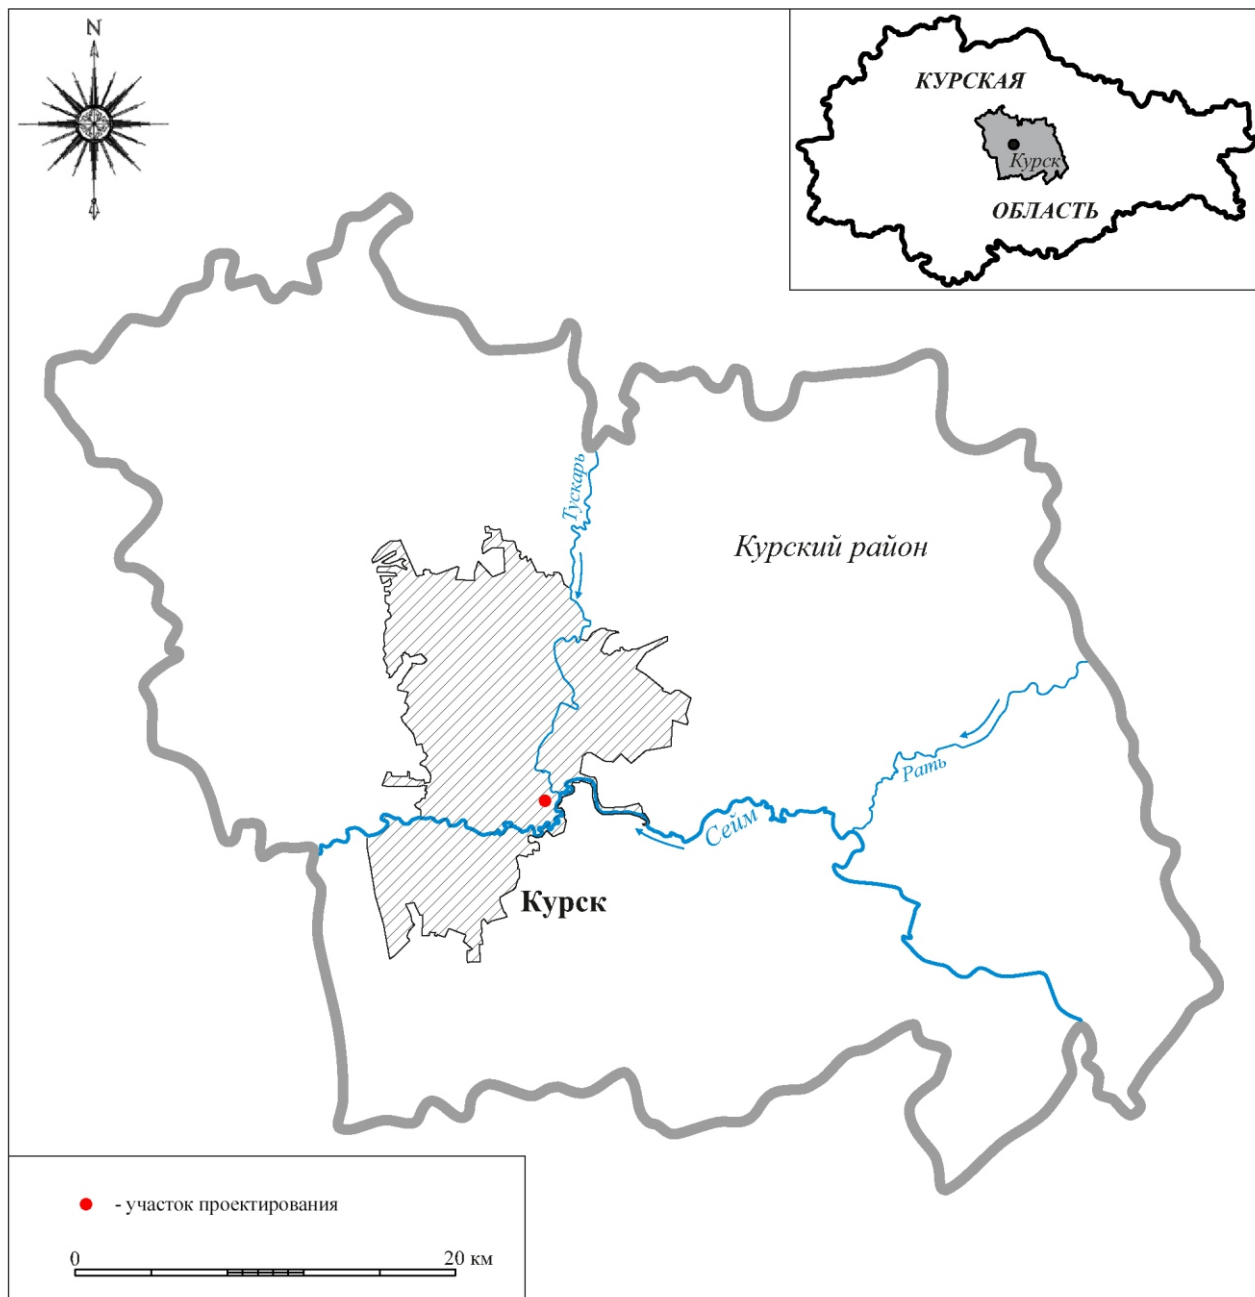 N
КУРСКАЯ
Курск
ОБЛАСТЬ
Тускарь
Курский район
Рать
Сейм
Курск
- участок проектирования
0 20 км